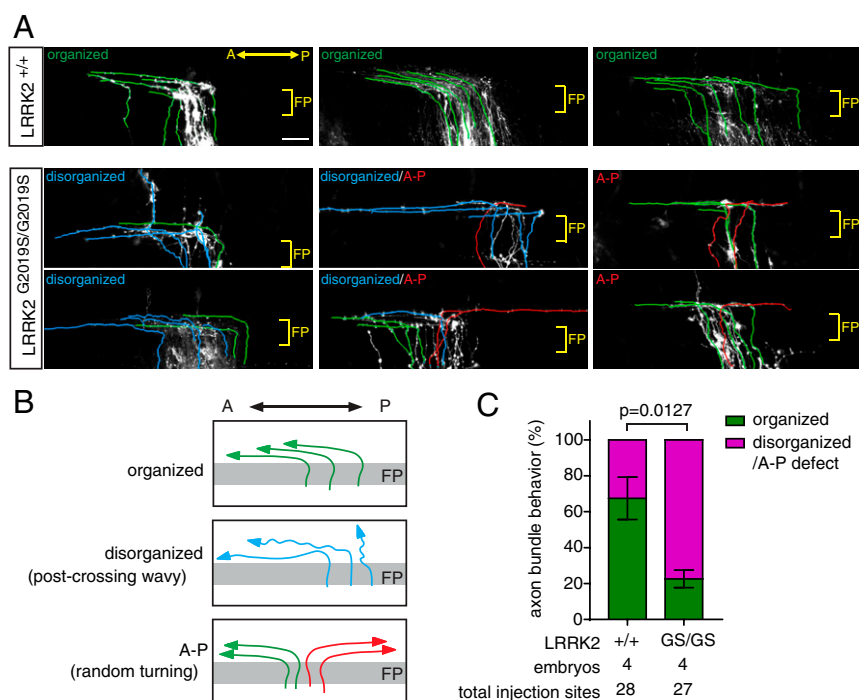 A
LRRK2 +/+
organized
A P
FP
organized
FP
organized
FP
LRRK2 G2019S/G2019S
disorganized
FP
disorganized/A-P
FP
A-P
FP
disorganized
FP
disorganized/A-P
FP
A-P
FP
B
A P
organized
FP
disorganized
(post-crossing wavy)
FP
A-P
(random turning)
FP
C
p=0.0127
organized
disorganized
/A-P defect
axon bundle behavior (%)
100
80
60
40
20
0
LRRK2 +/+ GS/GS
embryos 4 4
total injection sites 28 27